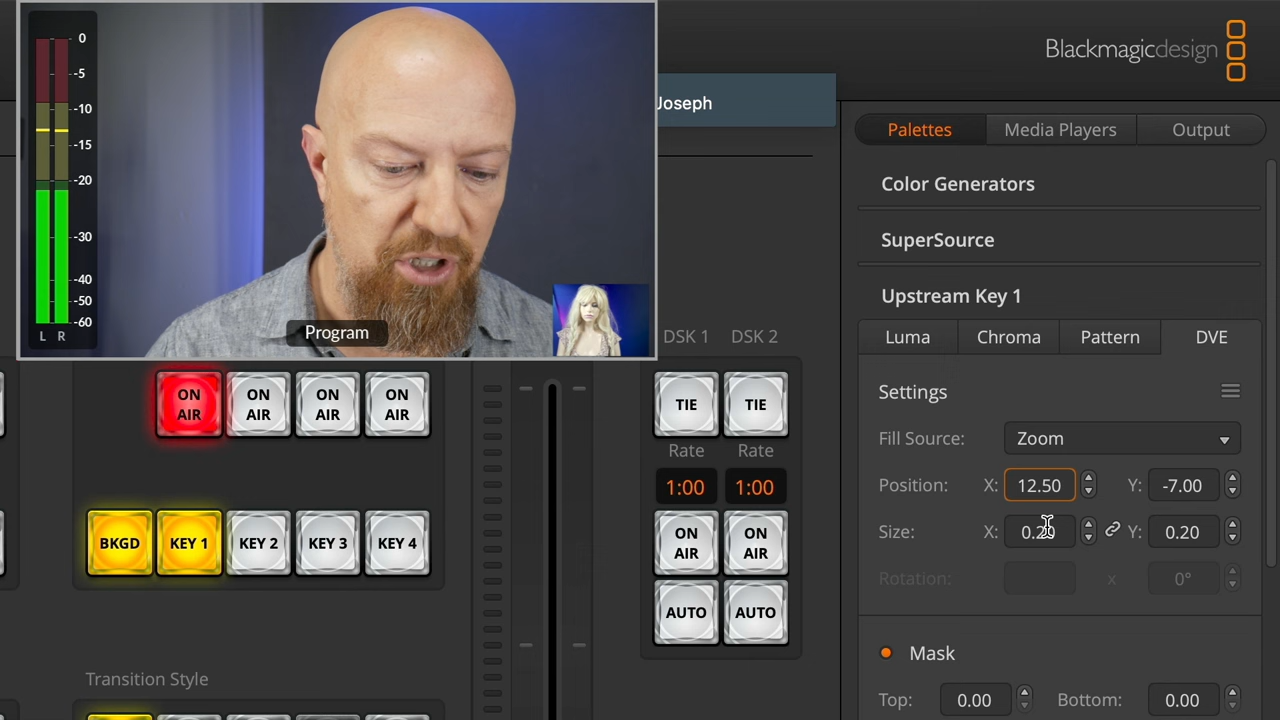 0
-5
-10
-15
-20
-30
-40
-50
-60
L R
Program
Joseph
Blackmagicdesign
Palettes
Media Players
Output
Color Generators
SuperSource
Upstream Key 1
Luma
Chroma
Pattern
DVE
Settings
Fill Source: Zoom
Position: X: 12.50 Y: -7.00
Size: X: 0.20 Y: 0.20
Rotation: x 0°
Mask
Top: 0.00 Bottom: 0.00
DSK 1 DSK 2
ON AIR
ON AIR
ON AIR
ON AIR
BKGD
KEY 1
KEY 2
KEY 3
KEY 4
TIE
TIE
Rate Rate
1:00 1:00
ON AIR
ON AIR
AUTO
AUTO
Transition Style